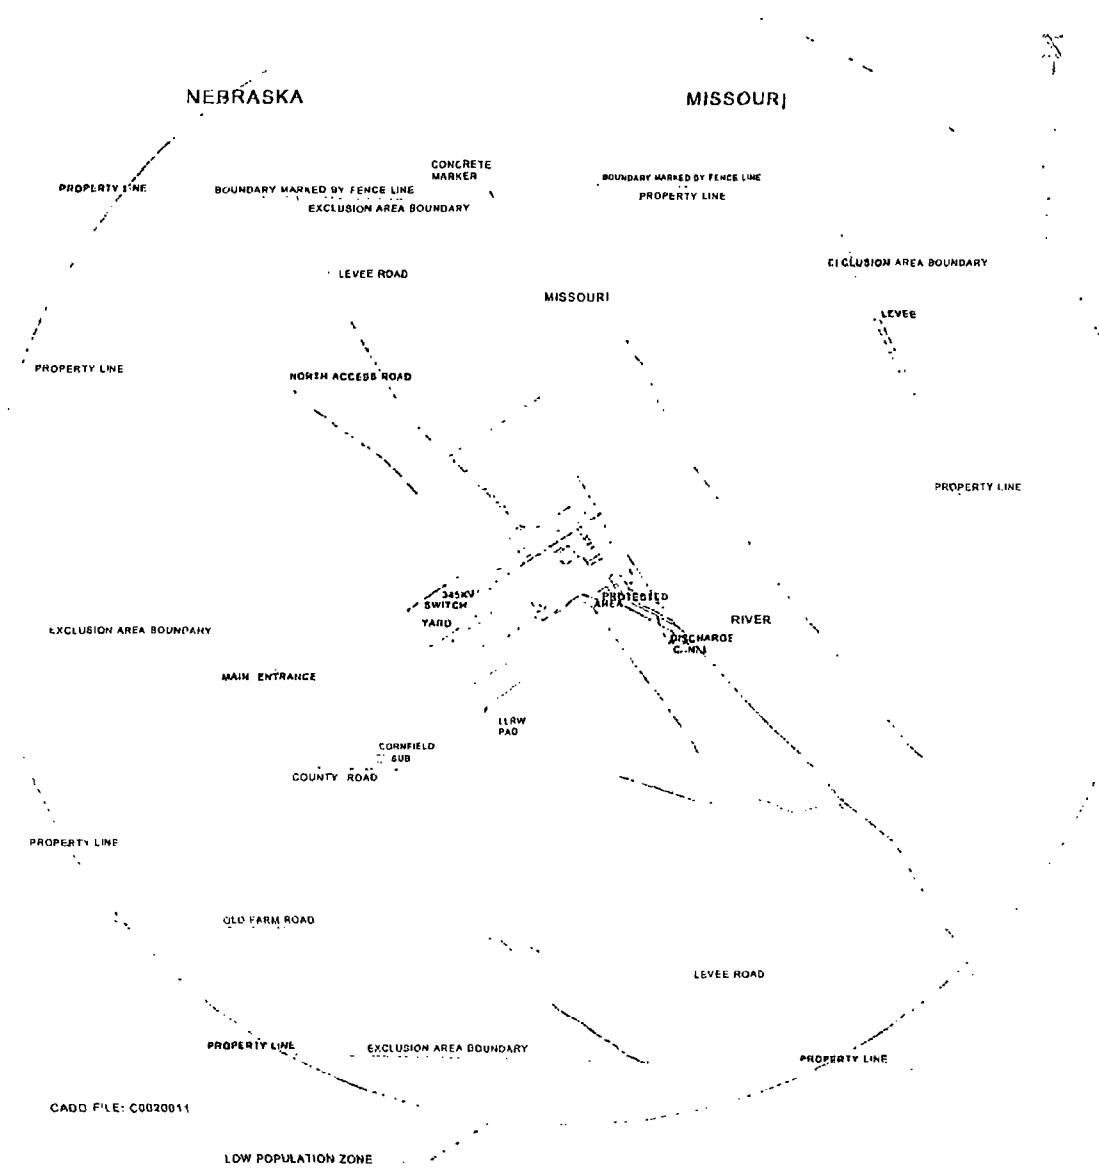 NEBRASKA
MISSOURI
CONCRETE
MARKER
BOUNDARY MARKED BY FENCE LINE
PROPERTY LINE
BOUNDARY MARKED BY FENCE LINE
PROPERTY LINE
EXCLUSION AREA BOUNDARY
EXCLUSION AREA BOUNDARY
LEVEE ROAD
MISSOURI
LEVEE
PROPERTY LINE
NORTH ACCESS ROAD
PROPERTY LINE
345KV
SWITCH
YARD
PROTECTED
AREA
RIVER
EXCLUSION AREA BOUNDARY
DISCHARGE
MAIN ENTRANCE
LLRW
PAD
CORNFIELD
SUB
COUNTY ROAD
PROPERTY LINE
OLD FARM ROAD
LEVEE ROAD
PROPERTY LINE
EXCLUSION AREA BOUNDARY
PROPERTY LINE
CADD FILE: C0020011
LOW POPULATION ZONE